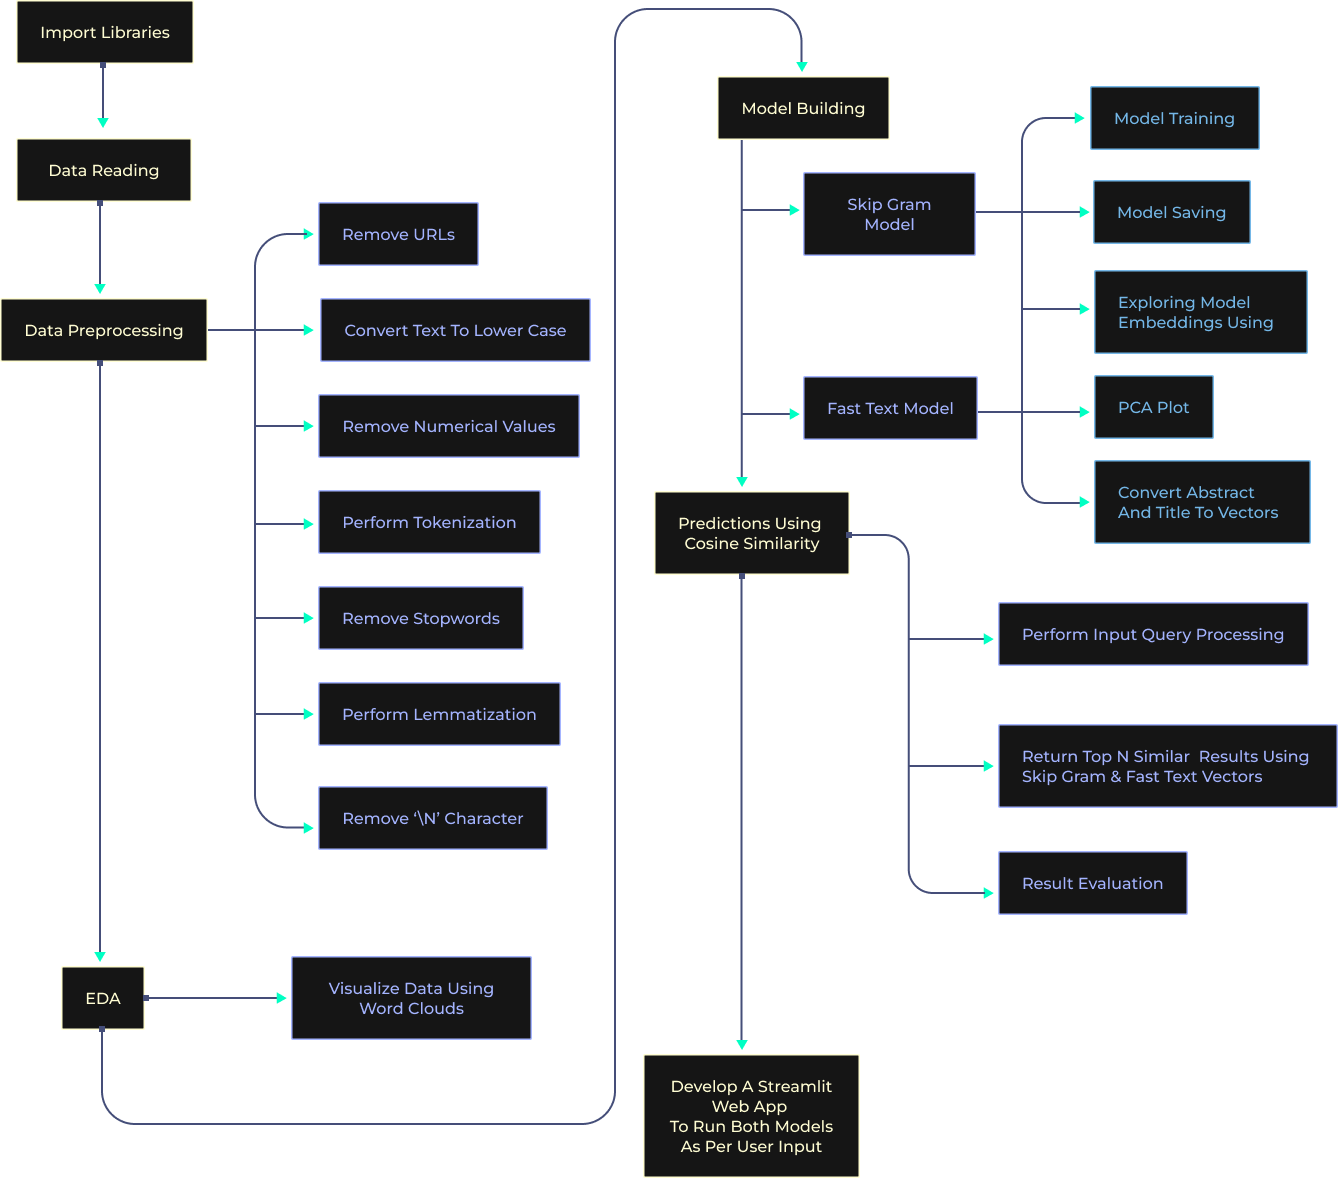 Import Libraries
Data Reading
Data Preprocessing
Remove URLs
Convert Text To Lower Case
Remove Numerical Values
Perform Tokenization
Remove Stopwords
Perform Lemmatization
Remove ‘\N’ Character
EDA
Visualize Data Using
Word Clouds
Model Building
Skip Gram
Model
Fast Text Model
Model Training
Model Saving
Exploring Model
Embeddings Using
PCA Plot
Convert Abstract
And Title To Vectors
Predictions Using
Cosine Similarity
Perform Input Query Processing
Return Top N Similar  Results Using
Skip Gram & Fast Text Vectors
Result Evaluation
Develop A Streamlit
Web App
To Run Both Models
As Per User Input